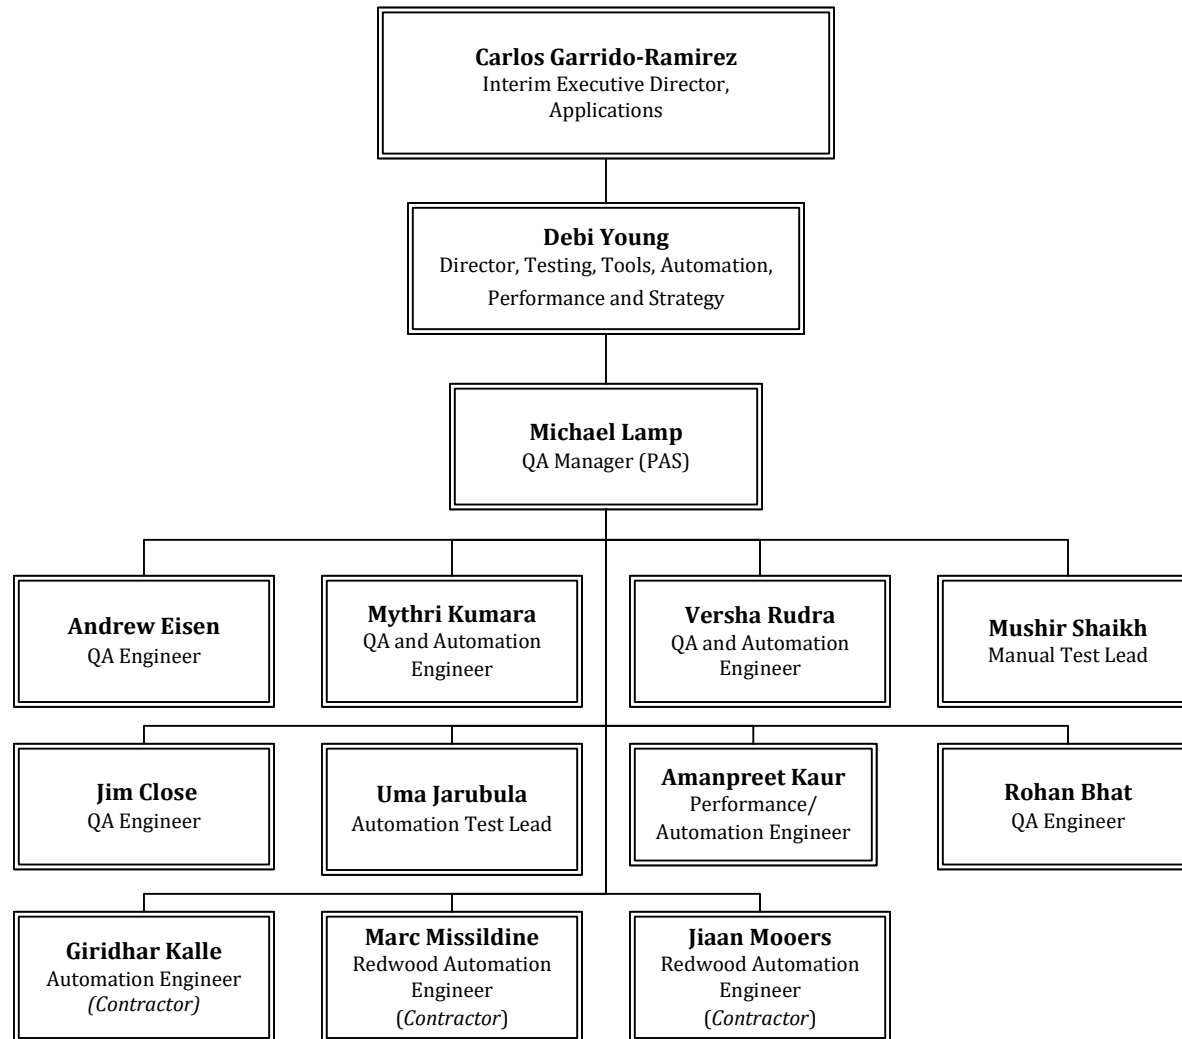 Carlos Garrido-Ramirez
Interim Executive Director,
Applications
Debi Young
Director, Testing, Tools, Automation,
Performance and Strategy
Michael Lamp
QA Manager (PAS)
Andrew Eisen
QA Engineer
Mythri Kumara
QA and Automation
Engineer
Versha Rudra
QA and Automation
Engineer
Mushir Shaikh
Manual Test Lead
Jim Close
QA Engineer
Uma Jarubula
Automation Test Lead
Amanpreet Kaur
Performance/
Automation Engineer
Rohan Bhat
QA Engineer
Giridhar Kalle
Automation Engineer
(Contractor)
Marc Missildine
Redwood Automation
Engineer
(Contractor)
Jiaan Mooers
Redwood Automation
Engineer
(Contractor)